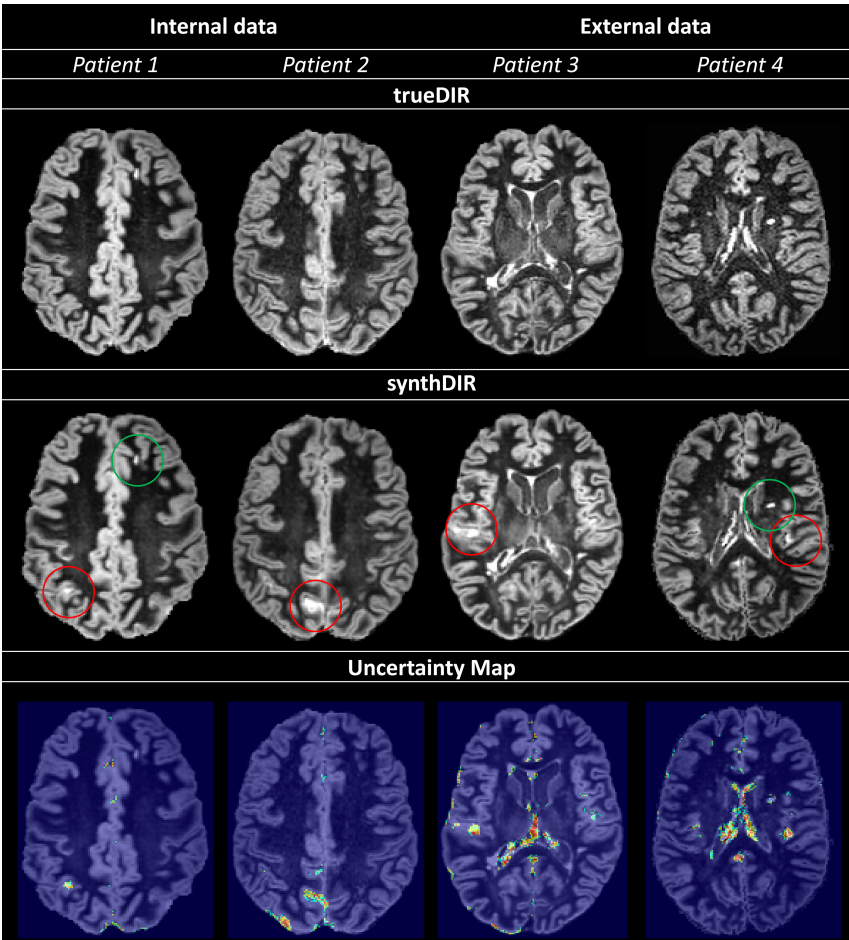 Internal data External data
Patient 1 Patient 2 Patient 3 Patient 4
trueDIR
synthDIR
Uncertainty Map